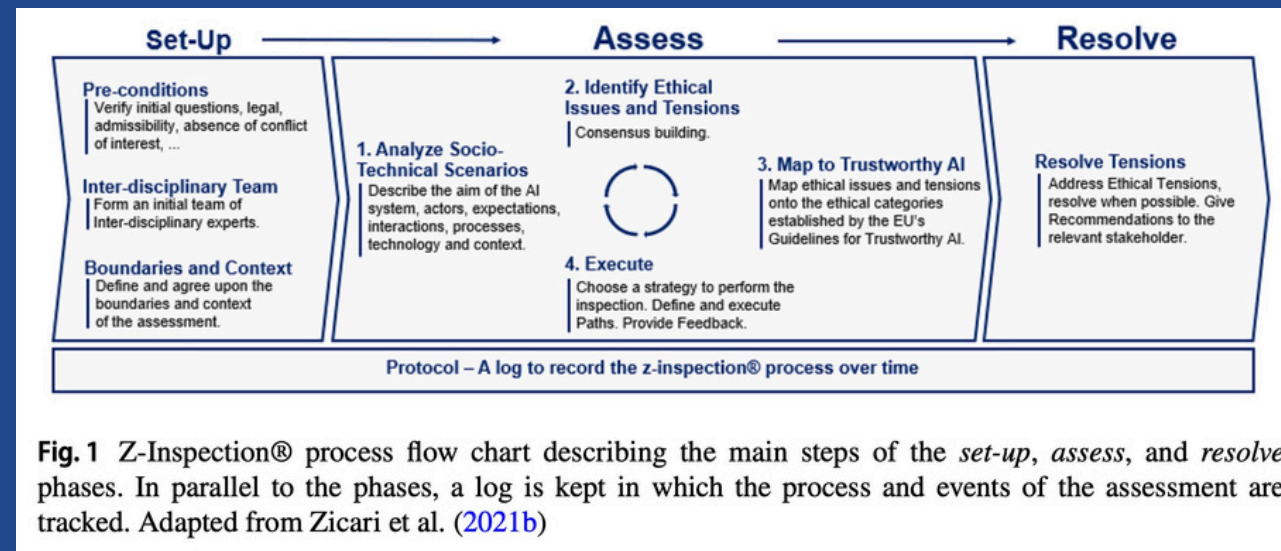 Set-Up
Assess
Resolve
Pre-conditions
Verify initial questions, legal,
admissibility, absence of conflict
of interest, ...
Inter-disciplinary Team
Form an initial team of
Inter-disciplinary experts.
Boundaries and Context
Define and agree upon the
boundaries and context
of the assessment.
1. Analyze Socio-
Technical Scenarios
Describe the aim of the AI
system, actors, expectations,
interactions, processes,
technology and context.
2. Identify Ethical
Issues and Tensions
Consensus building.
3. Map to Trustworthy AI
Map ethical issues and tensions
onto the ethical categories
established by the EU's
Guidelines for Trustworthy AI.
4. Execute
Choose a strategy to perform the
inspection. Define and execute
Paths. Provide Feedback.
Resolve Tensions
Address Ethical Tensions,
resolve when possible. Give
Recommendations to the
relevant stakeholder.
Protocol – A log to record the z-inspection® process over time
Fig. 1 Z-Inspection® process flow chart describing the main steps of the set-up, assess, and resolve
phases. In parallel to the phases, a log is kept in which the process and events of the assessment are
tracked. Adapted from Zicari et al. (2021b)